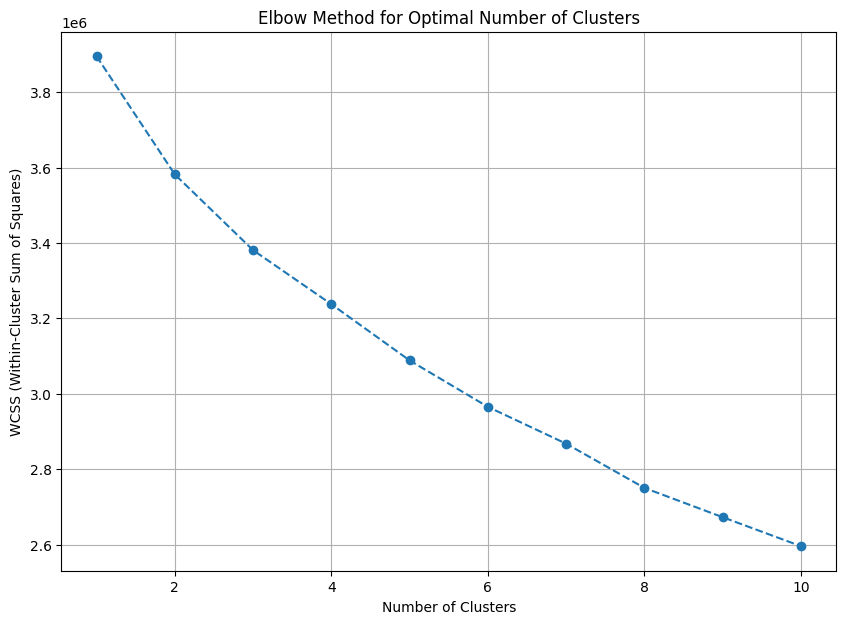 Elbow Method for Optimal Number of Clusters
1e6
3.8
3.6
3.4
3.2
3.0
2.8
2.6
WCSS (Within-Cluster Sum of Squares)
2 4 6 8 10
Number of Clusters